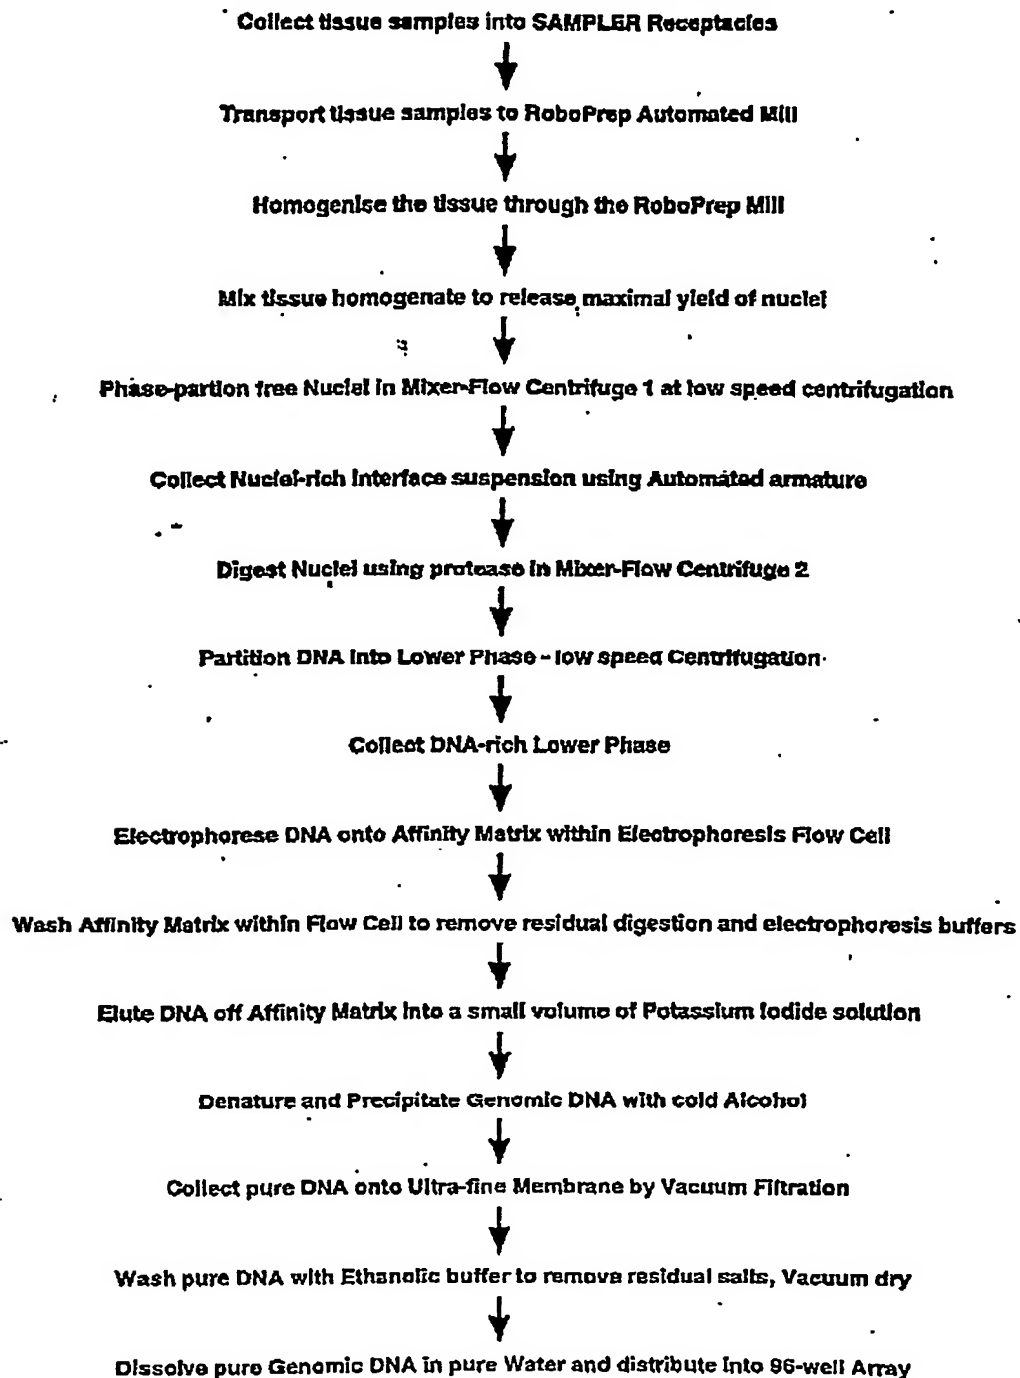 Collect tissue samples into SAMPLER Receptacles
Transport tissue samples to RoboPrep Automated Mill
Homogenise the tissue through the RoboPrep Mill
Mix tissue homogenate to release maximal yield of nuclei
Phase-partion free Nuclei in Mixer-Flow Centrifuge 1 at low speed centrifugation
Collect Nuclei-rich Interface suspension using Automated armature
Digest Nuclei using protease in Mixer-Flow Centrifuge 2
Partition DNA into Lower Phase - low speed Centrifugation
Collect DNA-rich Lower Phase
Electrophorese DNA onto Affinity Matrix within Electrophoresis Flow Cell
Wash Affinity Matrix within Flow Cell to remove residual digestion and electrophoresis buffers
Elute DNA off Affinity Matrix into a small volume of Potassium Iodide solution
Denature and Precipitate Genomic DNA with cold Alcohol
Collect pure DNA onto Ultra-fine Membrane by Vacuum Filtration
Wash pure DNA with Ethanolic buffer to remove residual salts, Vacuum dry
Dissolve pure Genomic DNA in pure Water and distribute into 96-well Array